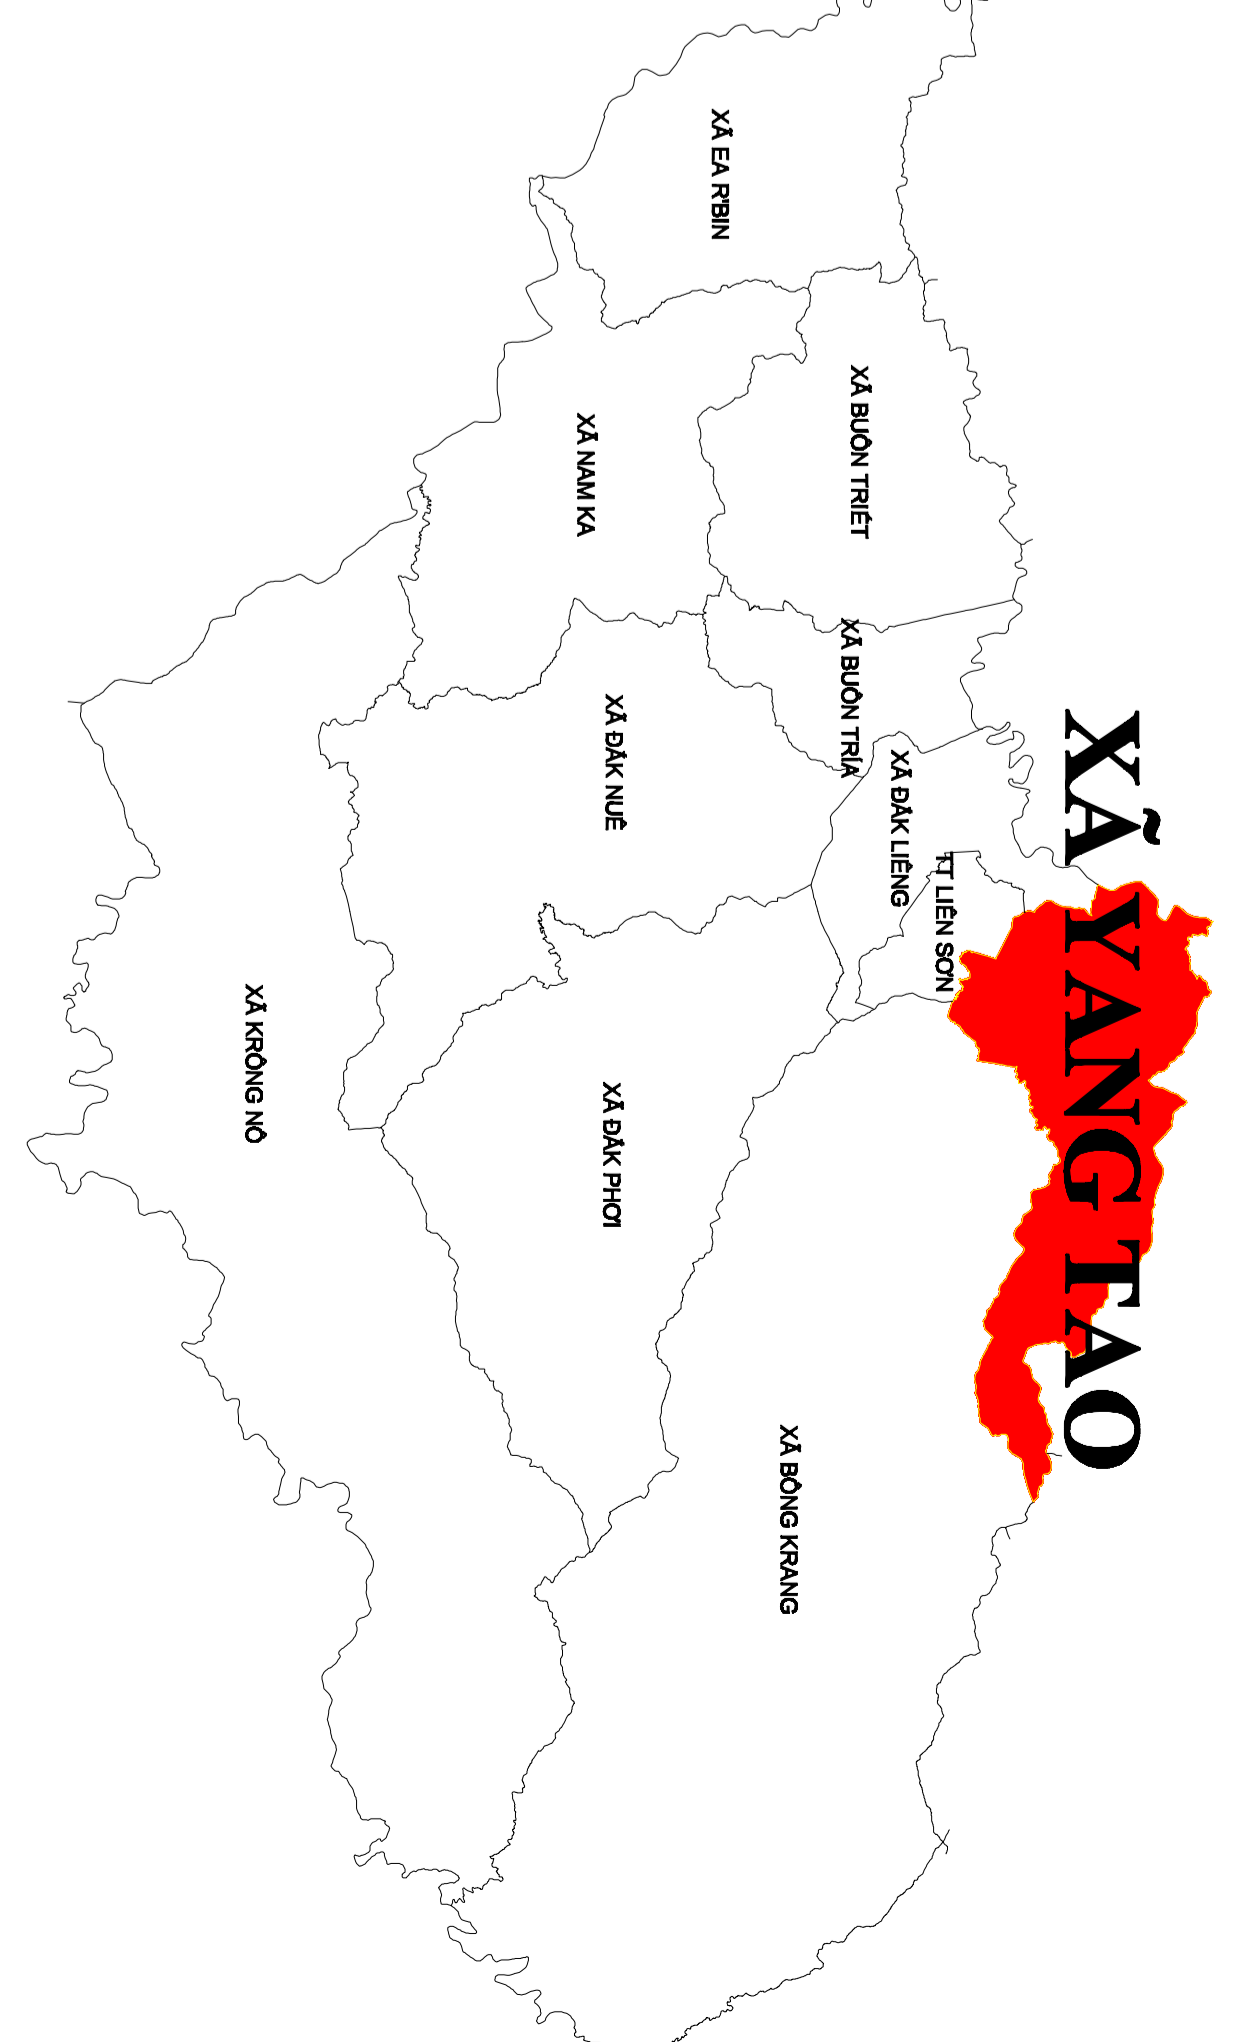 XÃ YANG TAO
TT LIÊN SƠN
XÃ ĐẮK LIÊNG
XÃ BUÔN TRIẾT
XÃ BUÔN TRÍA
XÃ BÔNG KRANG
XÃ EA R'BIN
XÃ ĐẮK NUÊ
XÃ ĐẮK PHƠI
XÃ NAM KA
XÃ KRÔNG NÔ